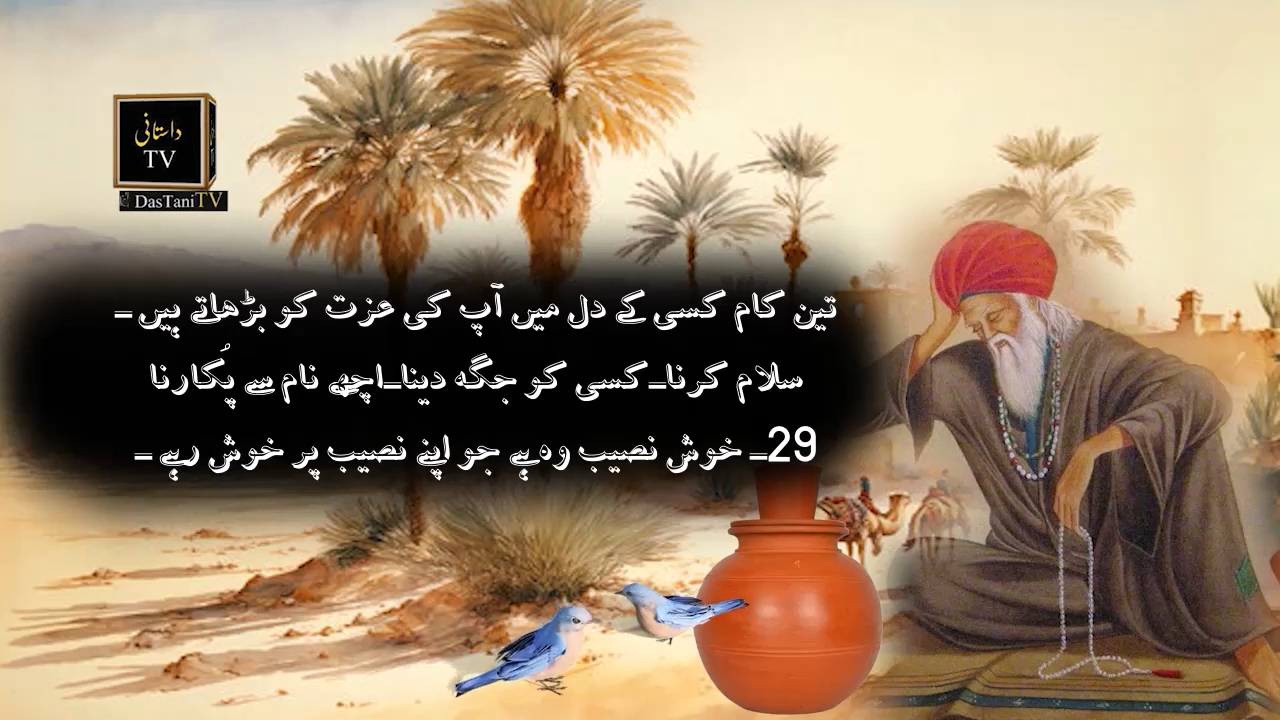 داستانی
TV
DasTaniTV
تین کام کسی کے دل میں آپ کی عزت کو بڑھاتے ہیں۔
سلام کرنا۔کسی کو جگہ دینا۔اچھے نام سے پُکارنا
29۔ خوش نصیب وہ ہے جو اپنے نصیب پر خوش رہے ۔